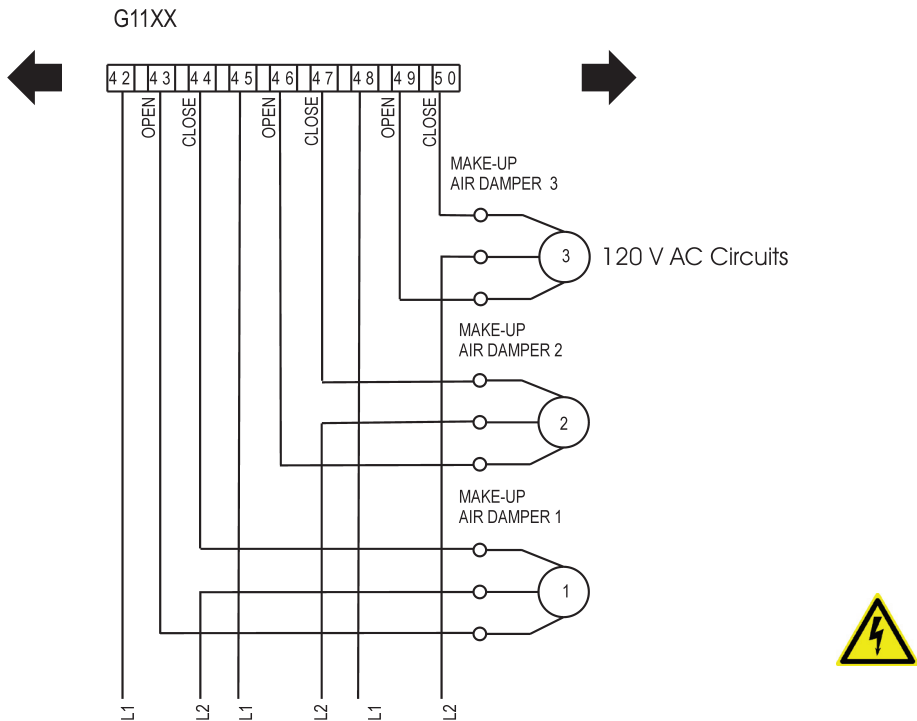 G11XX
42 43 44 45 46 47 48 49 50
OPEN
CLOSE
OPEN
CLOSE
OPEN
CLOSE
MAKE-UP
AIR DAMPER 3
3
120 V AC Circuits
MAKE-UP
AIR DAMPER 2
2
MAKE-UP
AIR DAMPER 1
1
L1
L2
L1
L2
L1
L2